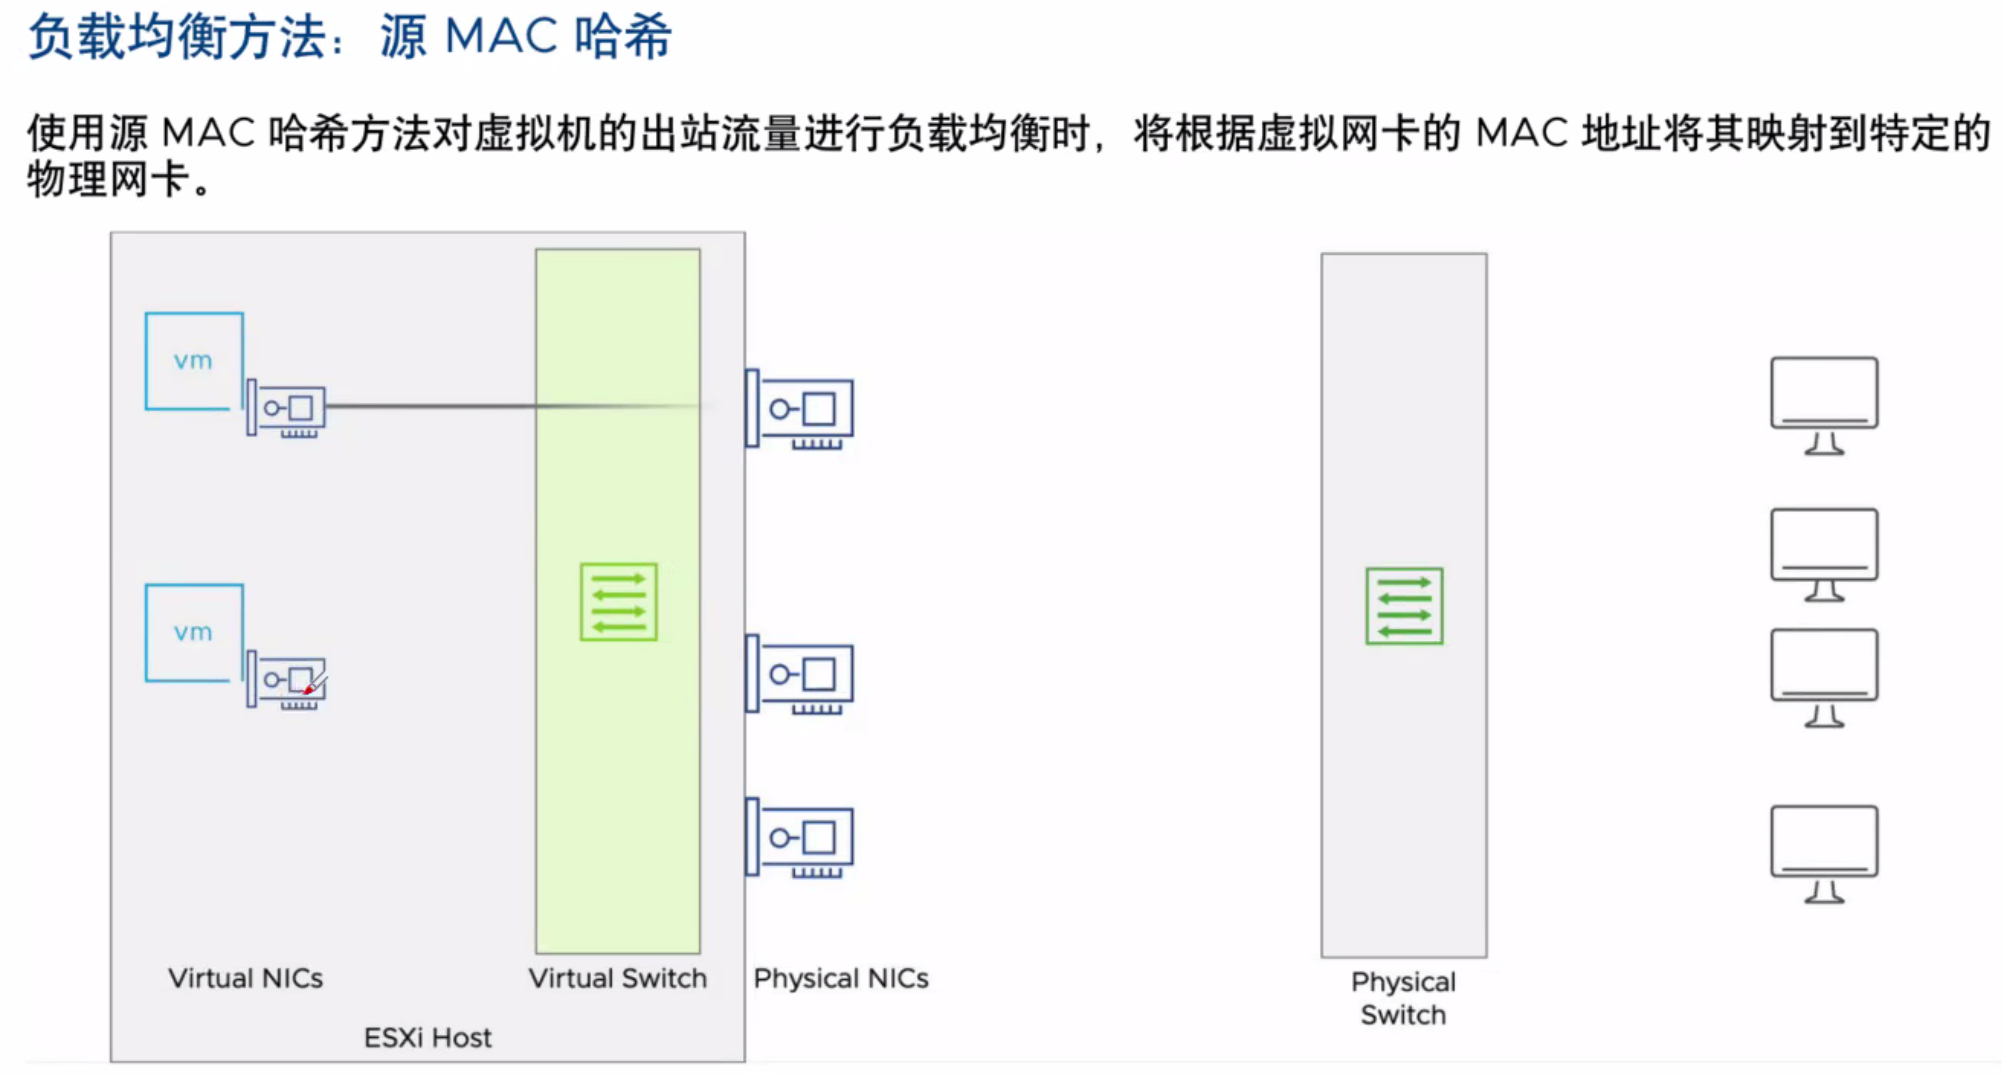 负载均衡方法：源 MAC 哈希
使用源 MAC 哈希方法对虚拟机的出站流量进行负载均衡时，将根据虚拟网卡的 MAC 地址将其映射到特定的
物理网卡。
vm
vm
Virtual NICs
Virtual Switch
Physical NICs
Physical
Switch
ESXi Host